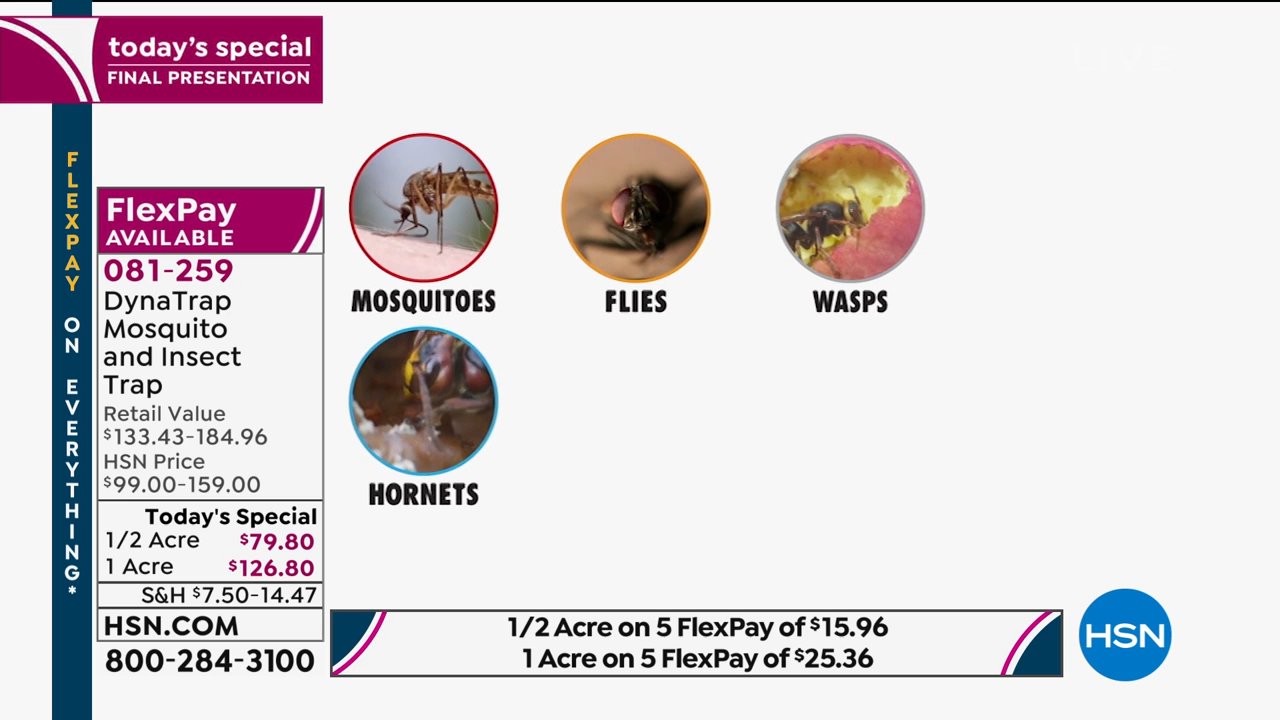 today's special
FINAL PRESENTATION
FLEXPAY ON EVERYTHING*
FlexPay
AVAILABLE
081-259
DynaTrap
Mosquito
and Insect
Trap
Retail Value
$133.43-184.96
HSN Price
$99.00-159.00
Today's Special
1/2 Acre $79.80
1 Acre $126.80
S&H $7.50-14.47
HSN.COM
800-284-3100
MOSQUITOES FLIES WASPS
HORNETS
1/2 Acre on 5 FlexPay of $15.96
1 Acre on 5 FlexPay of $25.36
HSN